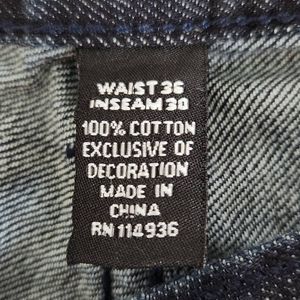 WAIST 36
INSEAM 30
100% COTTON
EXCLUSIVE OF
DECORATION
MADE IN
CHINA
RN 114936